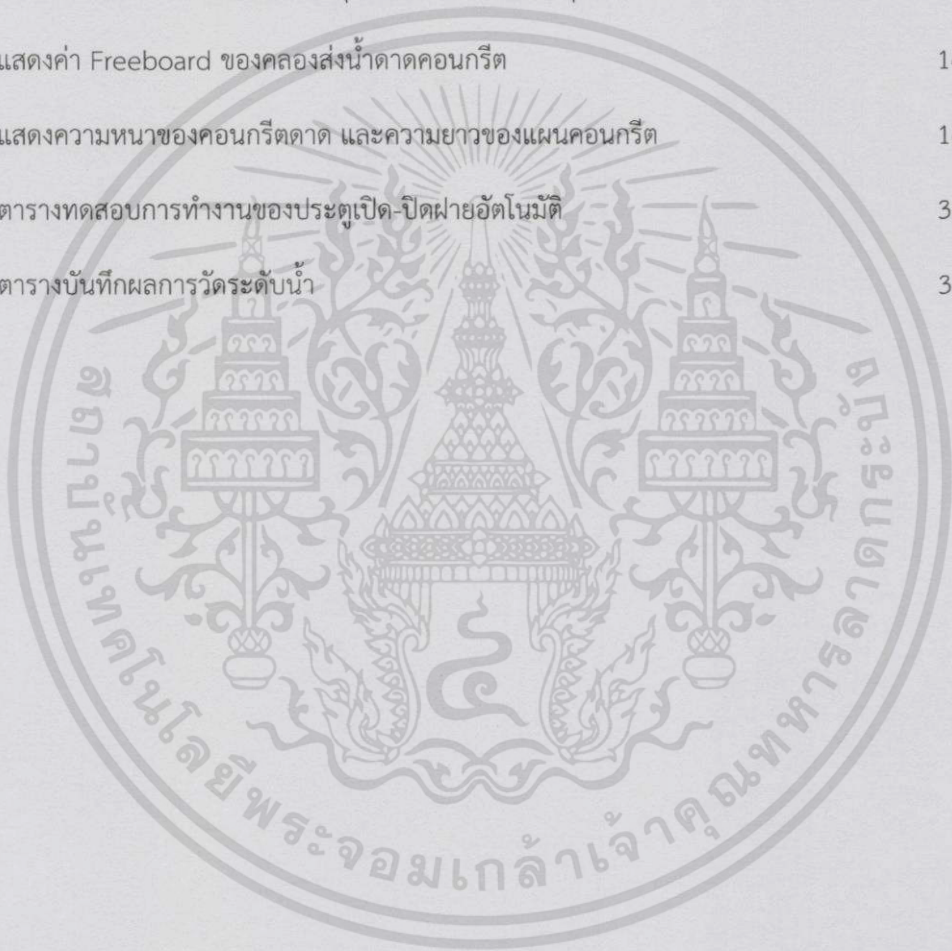 แสดงค่า Freeboard ของคลองส่งน้ำดาดคอนกรีต
แสดงความหนาของคอนกรีตดาด และความยาวของแผนคอนกรีต
ตารางทดสอบการทำงานของประตูเปิด-ปิดฝายอัตโนมัติ
ตารางบันทึกผลการวัดระดับน้ำ
สถาบันเทคโนโลยีพระจอมเกล้าเจ้าคุณทหารลาดกระบัง